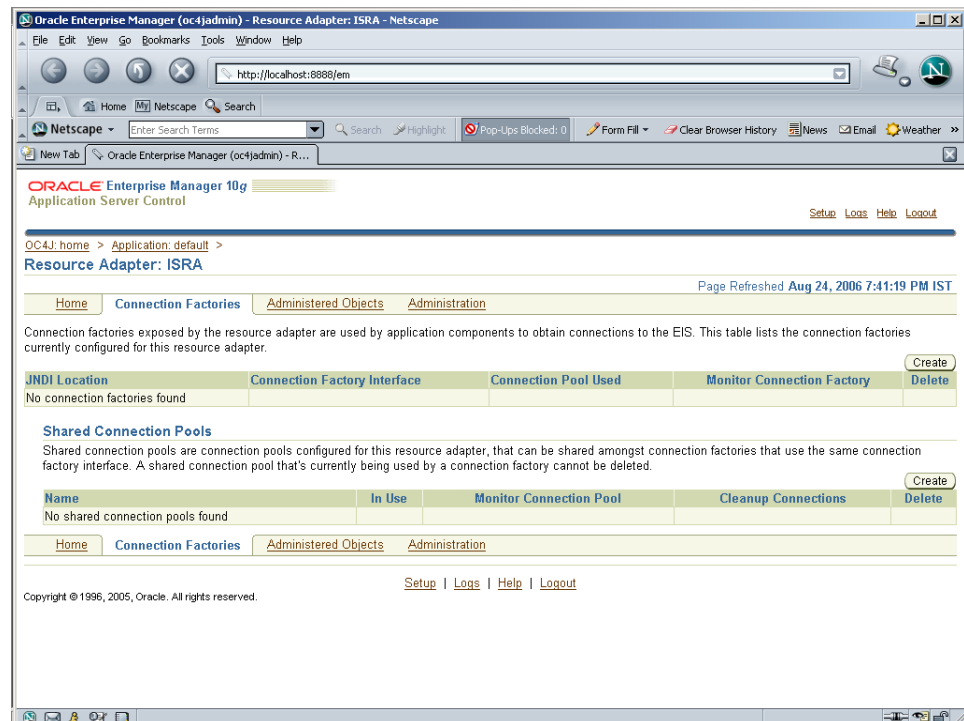 Oracle Enterprise Manager (oc4jadmin) - Resource Adapter: ISRA - Netscape
File Edit View Go Bookmarks Tools Window Help
http://localhost:8888/em
Home My Netscape Search
Netscape Enter Search Terms Search Highlight Pop-Ups Blocked: 0 Form Fill Clear Browser History News Email Weather »
New Tab Oracle Enterprise Manager (oc4jadmin) - R...
ORACLE Enterprise Manager 10g
Application Server Control
Setup Logs Help Logout
OC4J: home > Application: default >
Resource Adapter: ISRA
Page Refreshed Aug 24, 2006 7:41:19 PM IST
Home Connection Factories Administered Objects Administration
Connection factories exposed by the resource adapter are used by application components to obtain connections to the EIS. This table lists the connection factories
currently configured for this resource adapter.
Create
JNDI Location Connection Factory Interface Connection Pool Used Monitor Connection Factory Delete
No connection factories found
Shared Connection Pools
Shared connection pools are connection pools configured for this resource adapter, that can be shared amongst connection factories that use the same connection
factory interface. A shared connection pool that's currently being used by a connection factory cannot be deleted.
Create
Name In Use Monitor Connection Pool Cleanup Connections Delete
No shared connection pools found
Home Connection Factories Administered Objects Administration
Setup | Logs | Help | Logout
Copyright © 1996, 2005, Oracle. All rights reserved.